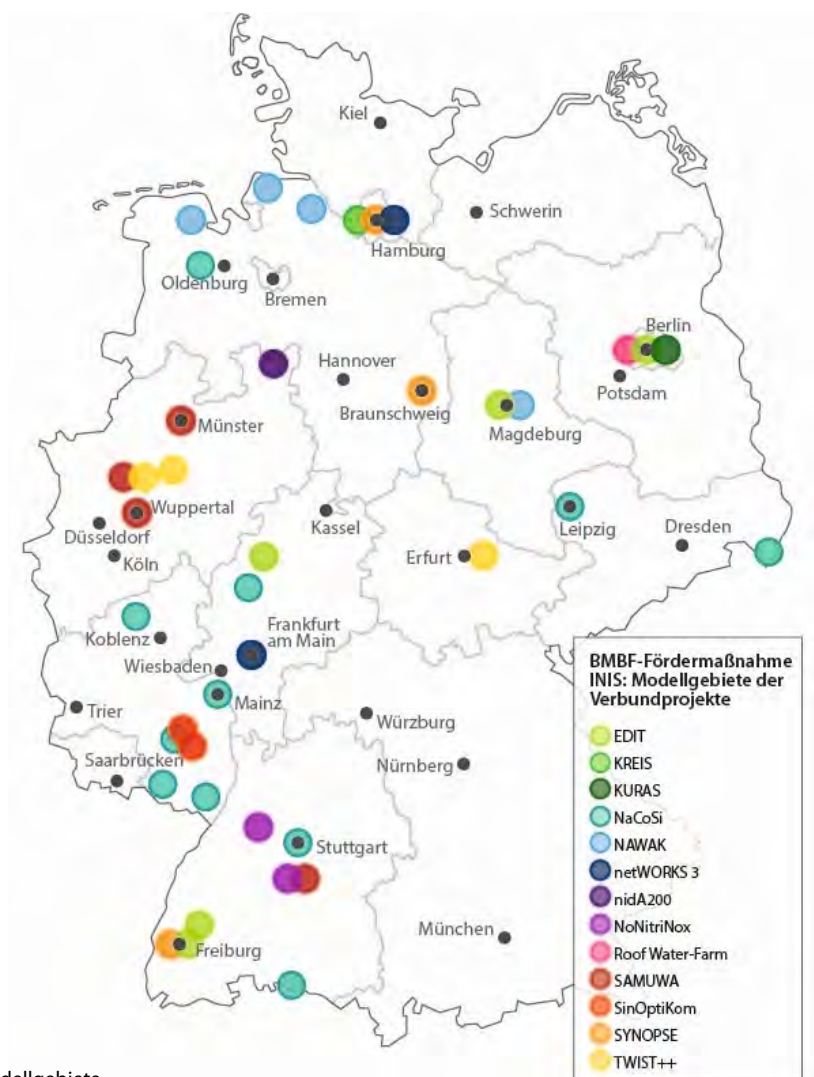 Kiel
Schwerin
Hamburg
Oldenburg
Bremen
Berlin
Hannover
Potsdam
Braunschweig
Magdeburg
Münster
Wuppertal
Düsseldorf
Kassel
Leipzig
Dresden
Köln
Erfurt
Koblenz
Frankfurt
am Main
Wiesbaden
Mainz
Trier
Würzburg
Saarbrücken
Nürnberg
Stuttgart
München
Freiburg
BMBF-Fördermaßnahme
INIS: Modellgebiete der
Verbundprojekte
EDIT
KREIS
KURAS
NaCoSi
NAWAK
netWORKS 3
nidA200
NoNitriNox
Roof Water-Farm
SAMUWA
SinOptiKom
SYNOPSE
TWIST++